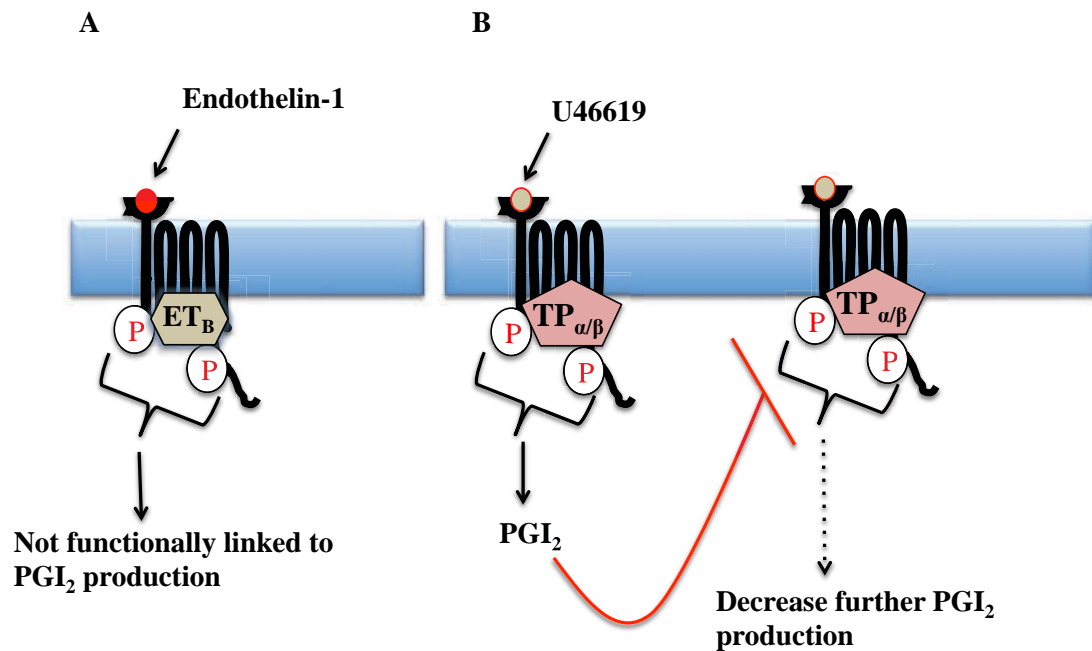 A
Endothelin-1
P
ET_B
P
Not functionally linked to
PGI₂ production
B
U46619
P
TP_α/β
P
PGI₂
P
TP_α/β
P
Decrease further PGI₂
production